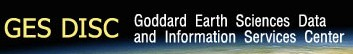 GES DISC
Goddard Earth Sciences Data
and Information Services Center